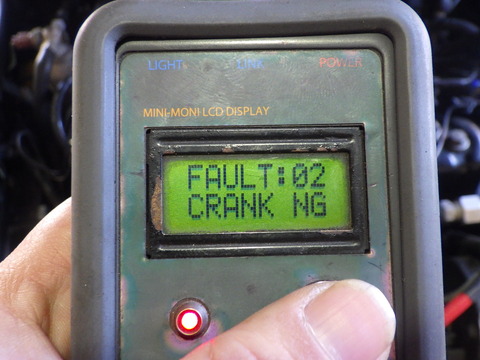 LIGHT LINK POWER
MINI-MONI LCD DISPLAY
FAULT:02
CRANK NG